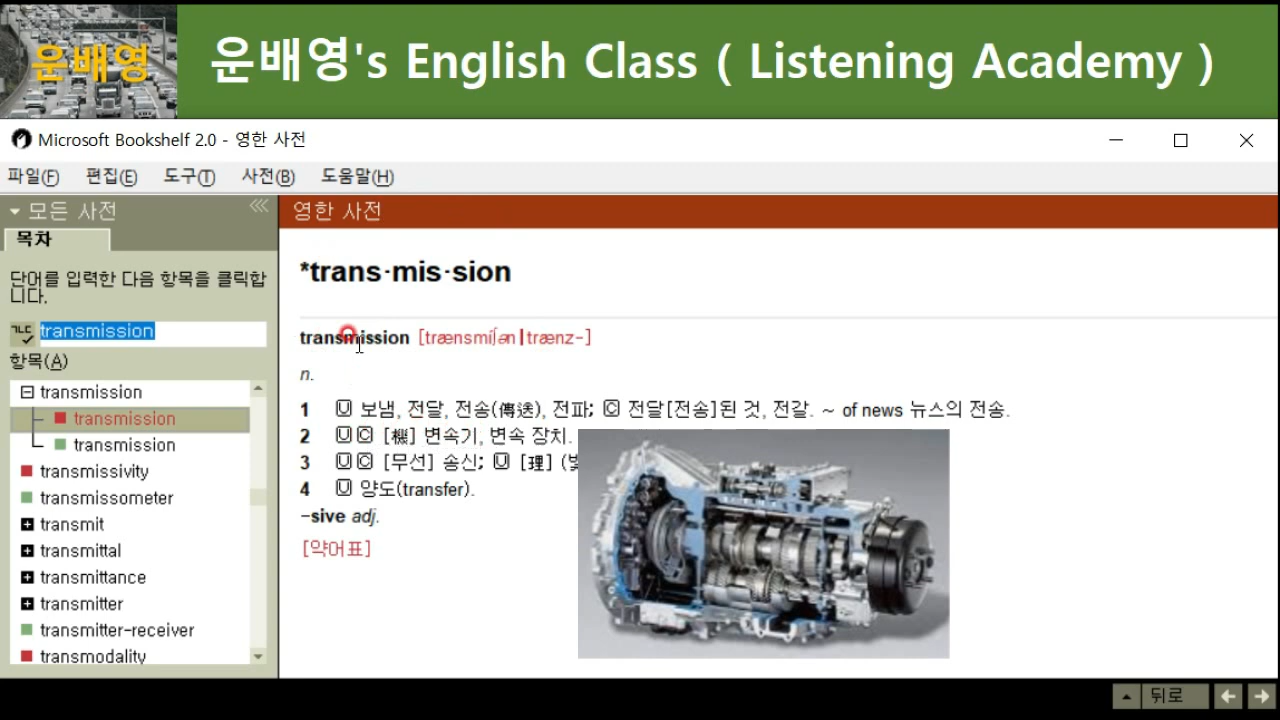 운배영
운배영's English Class ( Listening Academy )
Microsoft Bookshelf 2.0 - 영한 사전
파일(F) 편집(E) 도구(T) 사전(B) 도움말(H)
모든 사전
영한 사전
목차
단어를 입력한 다음 항목을 클릭합
니다.
transmission
항목(A)
transmission
transmission
transmission
transmissivity
transmissometer
transmit
transmittal
transmittance
transmitter
transmitter-receiver
transmodality
*trans·mis·sion
transmission [trænsmíʃən|trænz-]
n.
1 U 보냄, 전달, 전송(傳送), 전파; C 전달[전송]된 것, 전갈. ~ of news 뉴스의 전송.
2 U C [機] 변속기, 변속 장치.
3 U C [무선] 송신; U [理] (
4 U 양도(transfer).
-sive adj.
[약어표]
뒤로